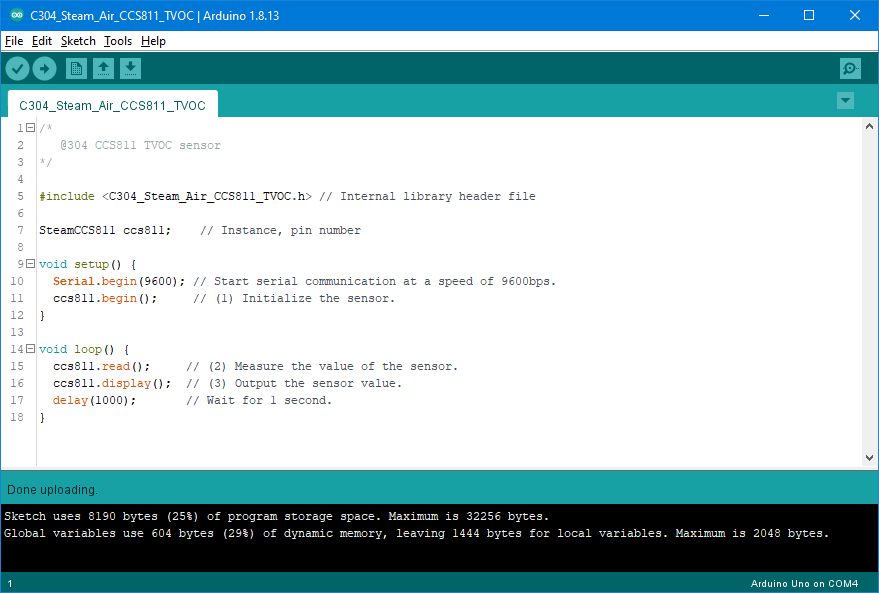 C304_Steam_Air_CCS811_TVOC | Arduino 1.8.13
File Edit Sketch Tools Help
C304_Steam_Air_CCS811_TVOC
1 /*
2 @304 CCS811 TVOC sensor
3 */
4
5 #include <C304_Steam_Air_CCS811_TVOC.h> // Internal library header file
6
7 SteamCCS811 ccs811; // Instance, pin number
8
9 void setup() {
10 Serial.begin(9600); // Start serial communication at a speed of 9600bps.
11 ccs811.begin(); // (1) Initialize the sensor.
12 }
13
14 void loop() {
15 ccs811.read(); // (2) Measure the value of the sensor.
16 ccs811.display(); // (3) Output the sensor value.
17 delay(1000); // Wait for 1 second.
18 }
Done uploading.
Sketch uses 8190 bytes (25%) of program storage space. Maximum is 32256 bytes.
Global variables use 604 bytes (29%) of dynamic memory, leaving 1444 bytes for local variables. Maximum is 2048 bytes.
1 Arduino Uno on COM4